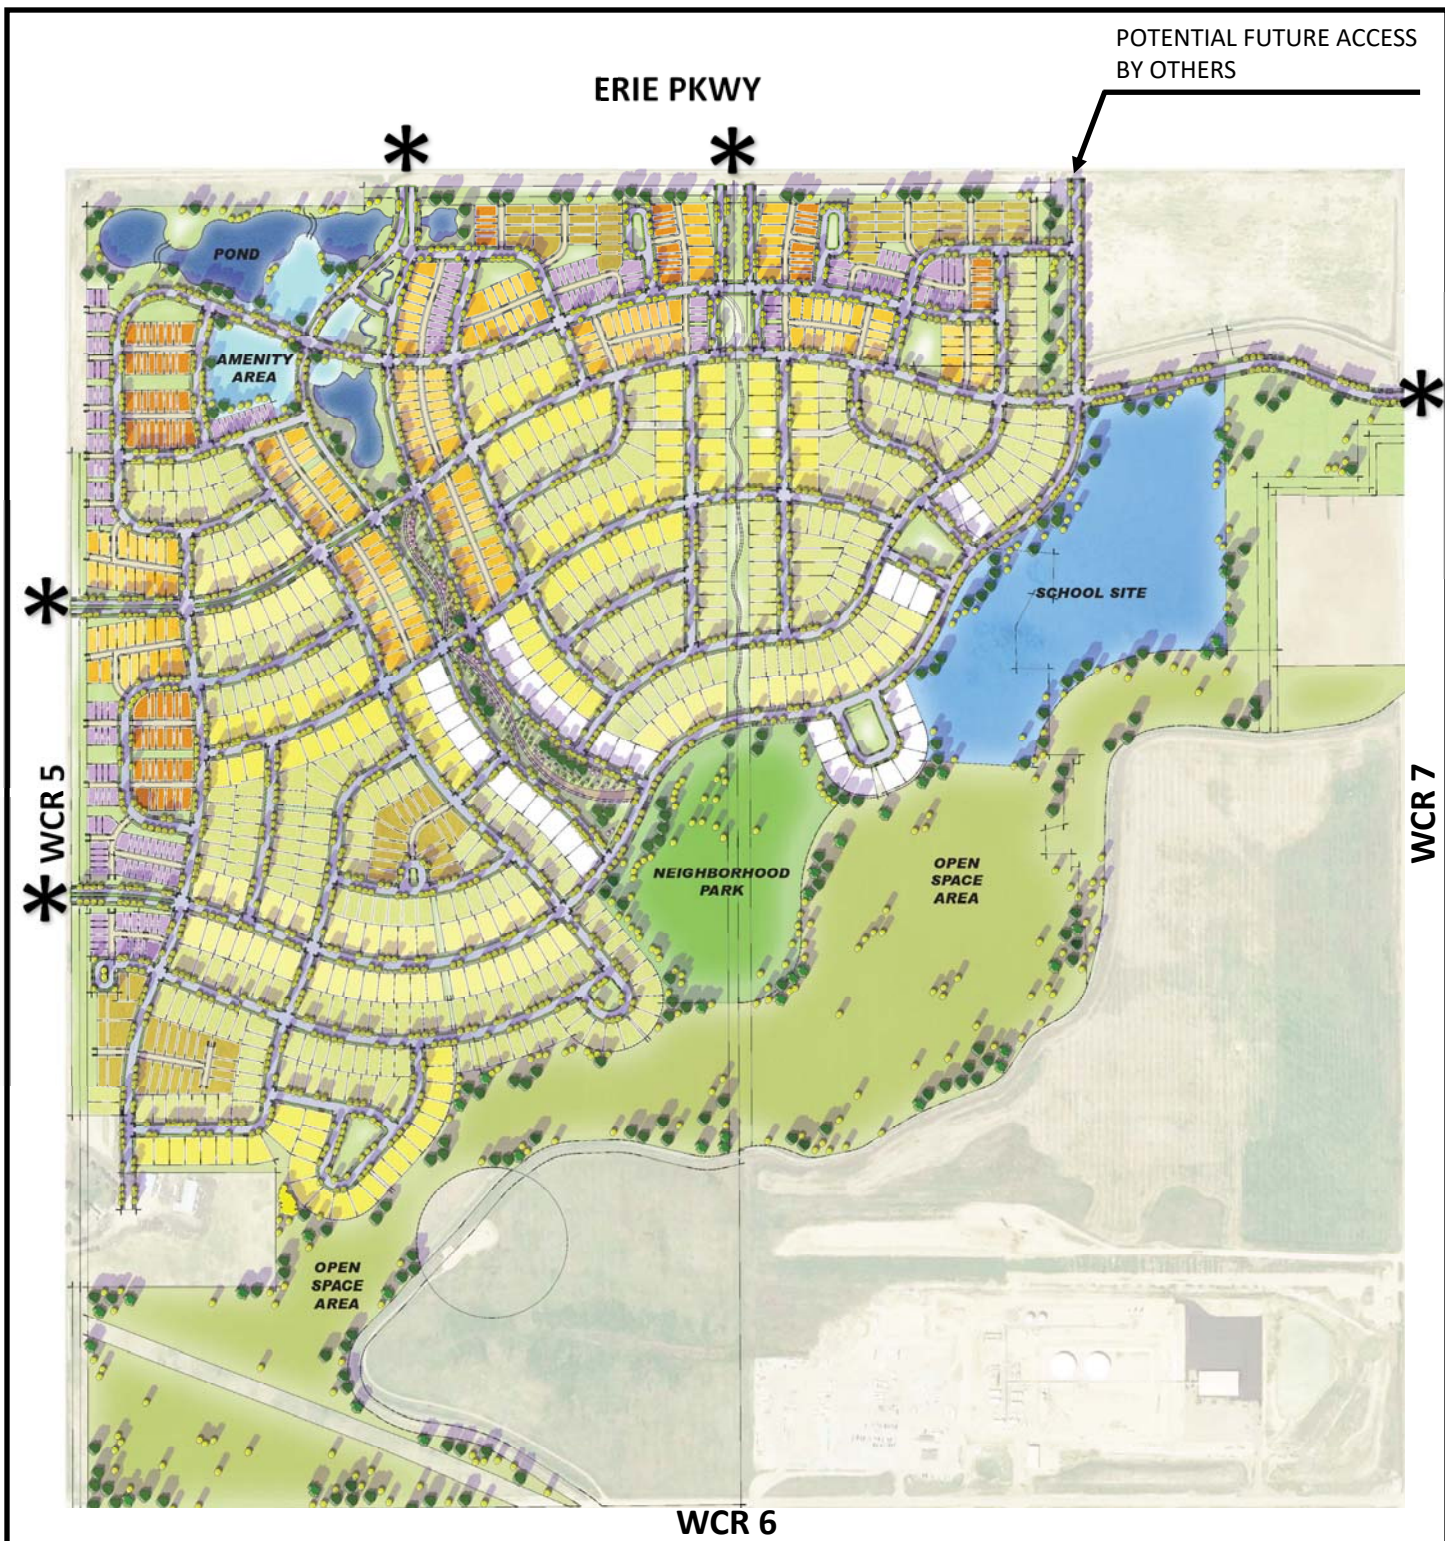 POTENTIAL FUTURE ACCESS
BY OTHERS
ERIE PKWY
*
*
POND
AMENITY
AREA
*
*
SCHOOL SITE
WCR 5
WCR 7
*
NEIGHBORHOOD
PARK
OPEN
SPACE
AREA
OPEN
SPACE
AREA
WCR 6